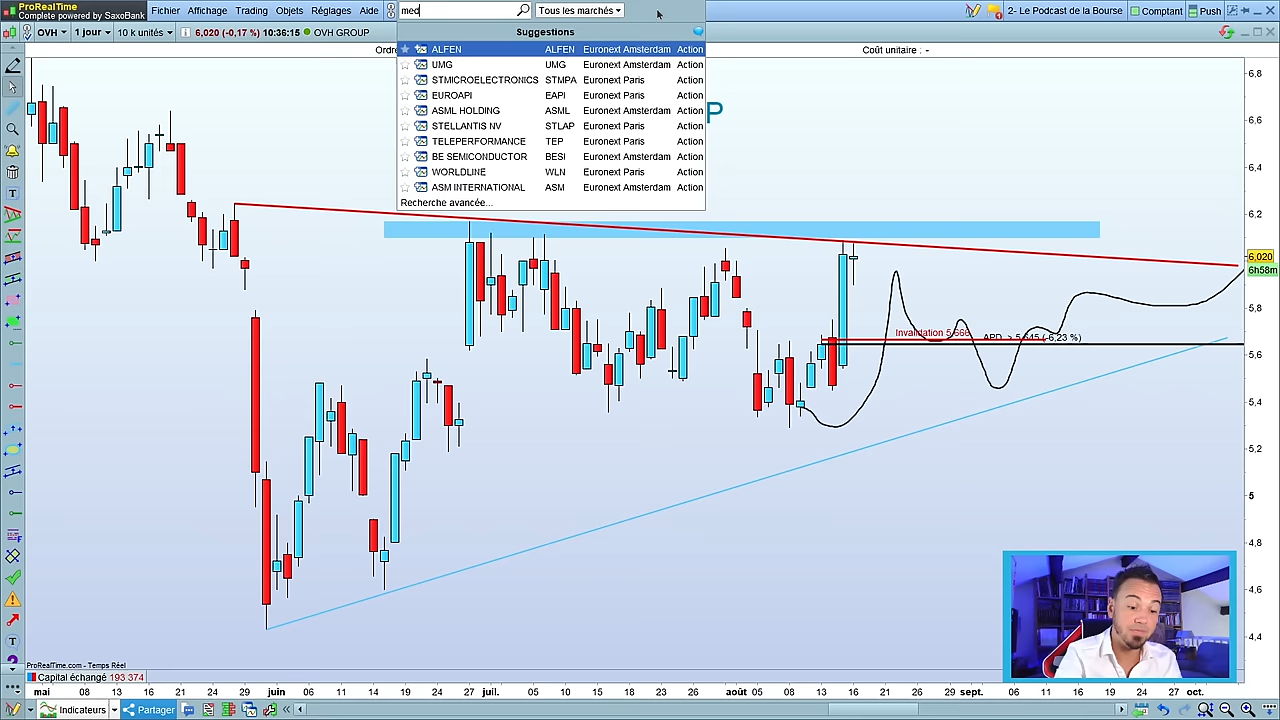 ProRealTime
Complete powered by SaxoBank
Fichier Affichage Trading Objets Réglages Aide
med
Tous les marchés
2- Le Podcast de la Bourse
Comptant
Push
OVH
1 jour
10 k unités
6,020 (-0,17 %) 10:36:15
OVH GROUP
Ordre
Coût unitaire : -
Suggestions
ALFEN ALFEN Euronext Amsterdam Action
UMG UMG Euronext Amsterdam Action
STMICROELECTRONICS STMPA Euronext Paris Action
EUROAPI EAPI Euronext Paris Action
ASML HOLDING ASML Euronext Amsterdam Action
STELLANTIS NV STLAP Euronext Paris Action
TELEPERFORMANCE TEP Euronext Paris Action
BE SEMICONDUCTOR BESI Euronext Amsterdam Action
WORLDLINE WLN Euronext Paris Action
ASM INTERNATIONAL ASM Euronext Amsterdam Action
Recherche avancée...
P
6,8
6,6
6,4
6,2
6,020
6h58m
5,8
5,6
5,4
5,2
5
4,8
4,6
4,4
Invalidation 5,666
APD > 5,645 (-6,23 %)
ProRealTime.com - Temps Réel
Capital échangé 193 374
mai 08 13 16 21 24 29 juin 06 11 14 19 24 27 juil. 05 10 15 18 23 26 août 05 08 13 16 21 26 29 sept. 06 11 16 19 24 27 oct.
Indicateurs
Partager